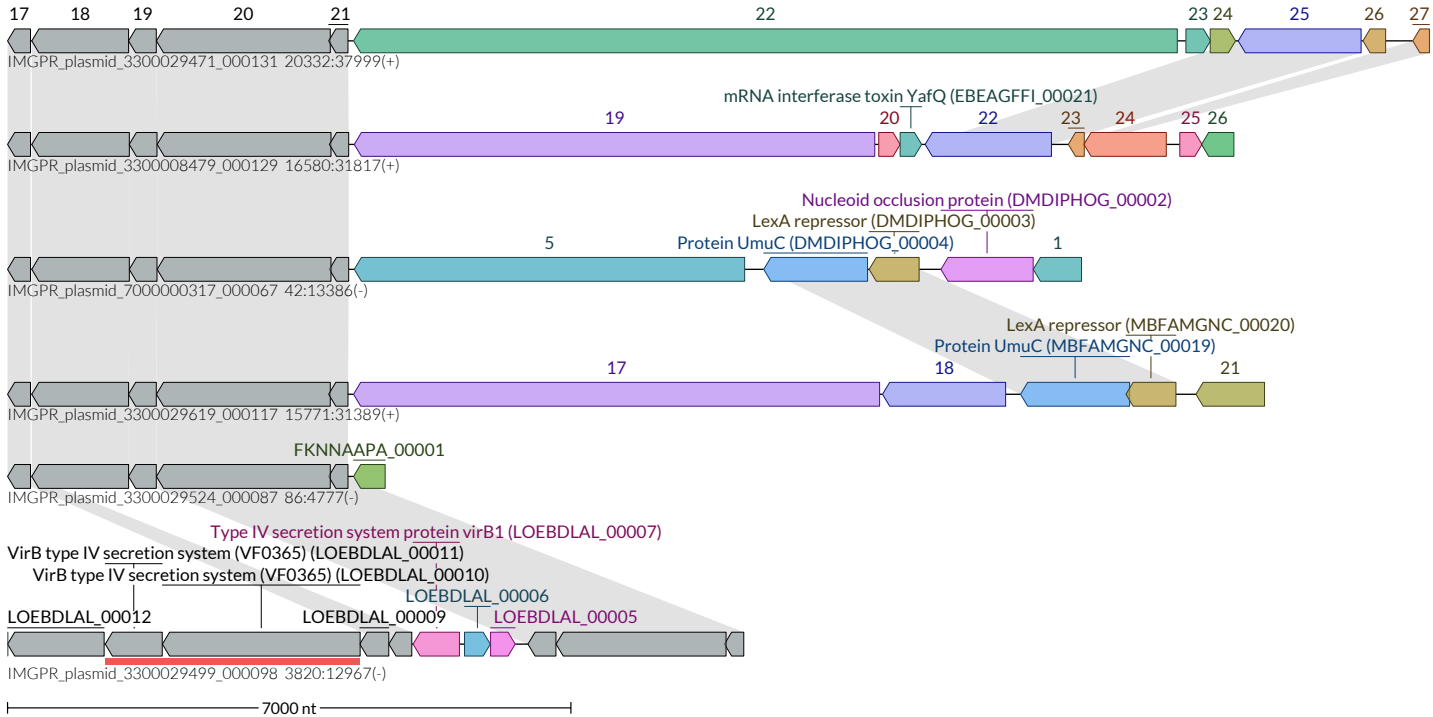 17 18 19 20 21 22 23 24 25 26 27
IMGPR_plasmid_3300029471_000131 20332:37999(+)
mRNA interferase toxin YafQ (EBEAGFFI_00021)
19 20 22 23 24 25 26
IMGPR_plasmid_3300008479_000129 16580:31817(+)
Nucleoid occlusion protein (DMDIPHOG_00002)
LexA repressor (DMDIPHOG_00003)
5 Protein UmuC (DMDIPHOG_00004) 1
IMGPR_plasmid_7000000317_000067 42:13386(-)
LexA repressor (MBFAMGNC_00020)
Protein UmuC (MBFAMGNC_00019)
17 18 21
IMGPR_plasmid_3300029619_000117 15771:31389(+)
FKNNAAPA_00001
IMGPR_plasmid_3300029524_000087 86:4777(-)
Type IV secretion system protein virB1 (LOEBDLAL_00007)
VirB type IV secretion system (VF0365) (LOEBDLAL_00011)
VirB type IV secretion system (VF0365) (LOEBDLAL_00010)
LOEBDLAL_00006
LOEBDLAL_00012 LOEBDLAL_00009 LOEBDLAL_00005
IMGPR_plasmid_3300029499_000098 3820:12967(-)
7000 nt